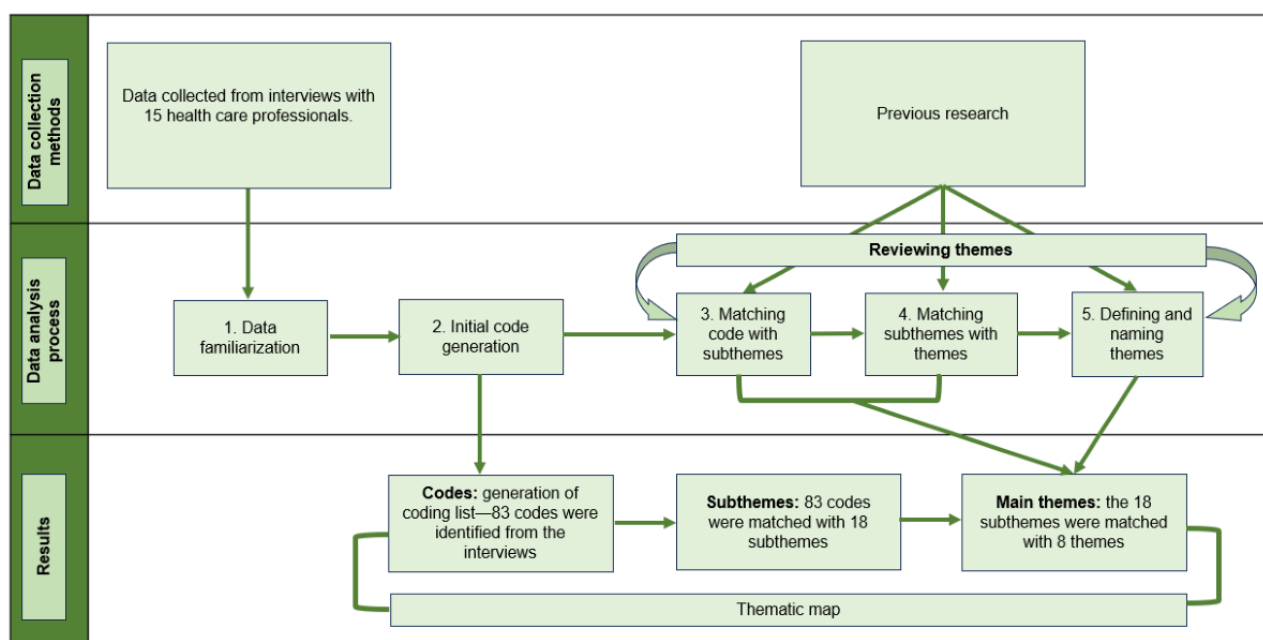 Data collection
methods
Data collected from interviews with
15 health care professionals.
Previous research
Data analysis
process
Reviewing themes
1. Data
familiarization
2. Initial code
generation
3. Matching
code with
subthemes
4. Matching
subthemes with
themes
5. Defining and
naming
themes
Results
Codes: generation of
coding list—83 codes were
identified from the
interviews
Subthemes: 83 codes
were matched with 18
subthemes
Main themes: the 18
subthemes were matched
with 8 themes
Thematic map